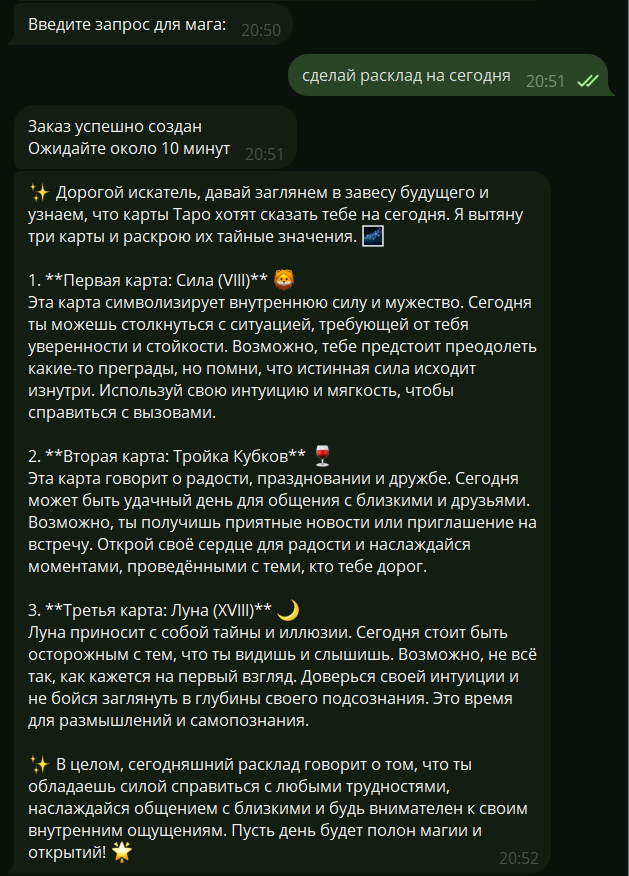 Введите запрос для мага: 20:50
сделай расклад на сегодня 20:51
Заказ успешно создан
Ожидайте около 10 минут 20:51
✨ Дорогой искатель, давай заглянем в завесу будущего и
узнаем, что карты Таро хотят сказать тебе на сегодня. Я вытяну
три карты и раскрою их тайные значения. 🌌
1. **Первая карта: Сила (VIII)** 🦁
Эта карта символизирует внутреннюю силу и мужество. Сегодня
ты можешь столкнуться с ситуацией, требующей от тебя
уверенности и стойкости. Возможно, тебе предстоит преодолеть
какие-то преграды, но помни, что истинная сила исходит
изнутри. Используй свою интуицию и мягкость, чтобы
справиться с вызовами.
2. **Вторая карта: Тройка Кубков** 🍷
Эта карта говорит о радости, праздновании и дружбе. Сегодня
может быть удачный день для общения с близкими и друзьями.
Возможно, ты получишь приятные новости или приглашение на
встречу. Открой своё сердце для радости и наслаждайся
моментами, проведёнными с теми, кто тебе дорог.
3. **Третья карта: Луна (XVIII)** 🌙
Луна приносит с собой тайны и иллюзии. Сегодня стоит быть
осторожным с тем, что ты видишь и слышишь. Возможно, не всё
так, как кажется на первый взгляд. Доверься своей интуиции и
не бойся заглянуть в глубины своего подсознания. Это время
для размышлений и самопознания.
✨ В целом, сегодняшний расклад говорит о том, что ты
обладаешь силой справиться с любыми трудностями,
наслаждайся общением с близкими и будь внимателен к своим
внутренним ощущениям. Пусть день будет полон магии и
открытий! 🌟 20:52